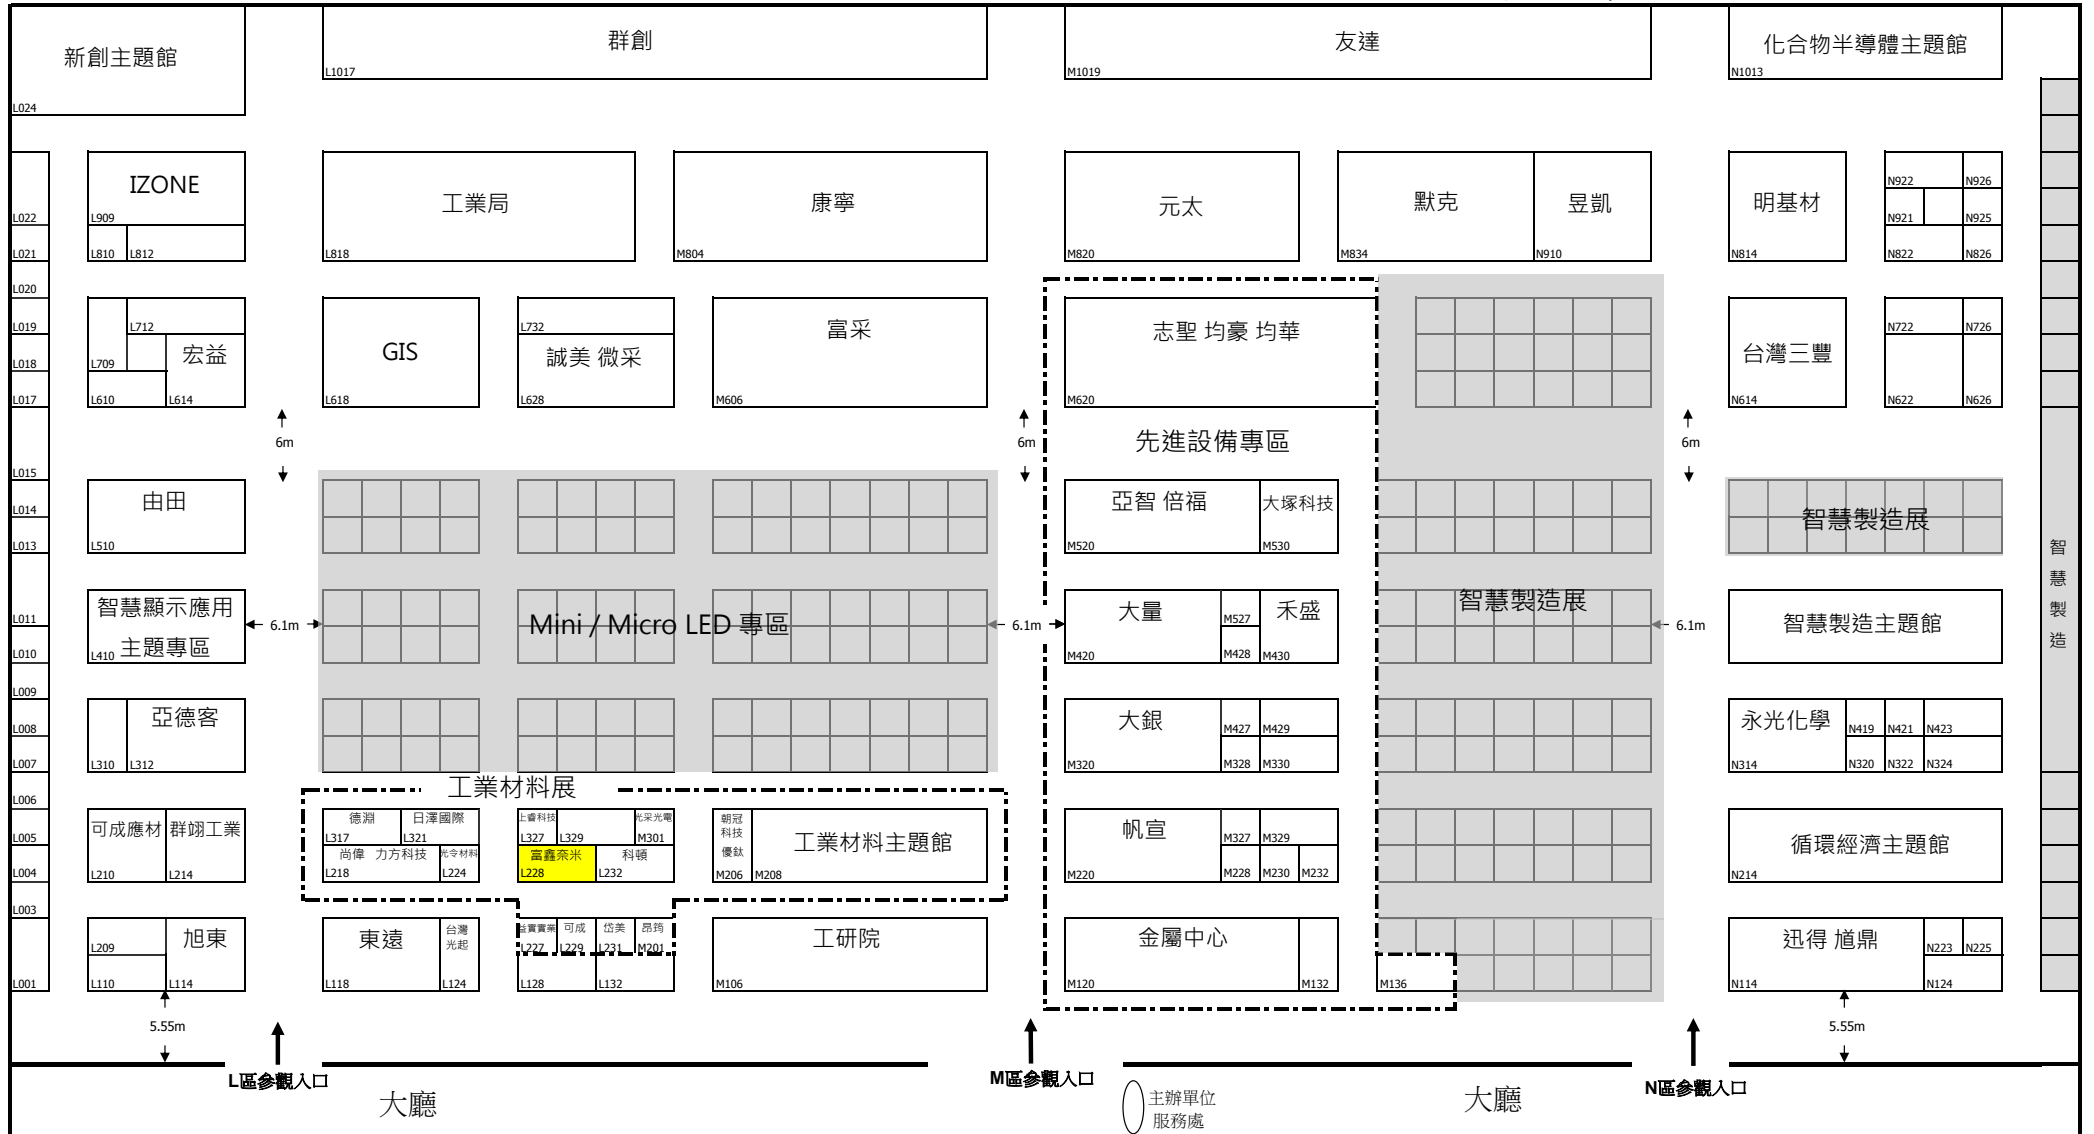 新創主題館
L024
群創
L1017
友達
M1019
化合物半導體主題館
N1013
L022
L021
L020
L019
L018
L017
L015
L014
L013
L011
L010
L009
L008
L007
L006
L005
L004
L003
L001
IZONE
L909
L810
L812
工業局
L818
康寧
M804
元太
M820
默克
M834
昱凱
N910
明基材
N814
N922
N926
N921
N925
N822
N826
L712
L709
宏益
L610
L614
GIS
L618
L732
誠美 微采
L628
富采
M606
志聖 均豪 均華
M620
台灣三豐
N614
N722
N726
N622
N626
6m
6m
6m
先進設備專區
由田
L510
亞智 倍福
M520
大塚科技
M530
智慧製造展
智慧顯示應用
主題專區
L410
6.1m
Mini / Micro LED 專區
6.1m
大量
M420
M527
M428
禾盛
M430
智慧製造展
6.1m
智慧製造主題館
智
慧
製
造
亞德客
L310
L312
大銀
M320
M427
M429
M328
M330
永光化學
N314
N419
N421
N423
N320
N322
N324
工業材料展
可成應材
L210
群翊工業
L214
德淵
L317
日澤國際
L321
尚偉
力方科技
L218
光令材料
L224
上睿科技
L327
L329
光采光電
M301
富鑫奈米
L228
科頓
L232
朝冠
科技
優鈦
M206
工業材料主題館
M208
帆宣
M220
M327
M329
M228
M230
M232
循環經濟主題館
N214
L209
旭東
L110
L114
東遠
L118
台灣
光起
L124
益實實業
L227
可成
L229
岱美
L231
昂筠
M201
L128
L132
工研院
M106
金屬中心
M120
M132
M136
迅得 馗鼎
N114
N223
N225
N124
5.55m
5.55m
L區參觀入口
M區參觀入口
N區參觀入口
大廳
主辦單位
服務處
大廳